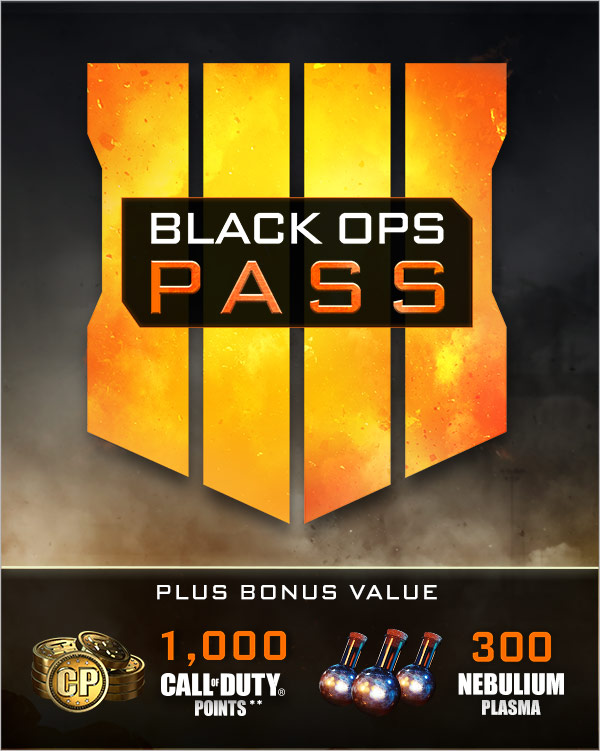 BLACK OPS
PASS
PLUS BONUS VALUE
1,000
CALL OF DUTY®
POINTS**
300
NEBULIUM
PLASMA
CP